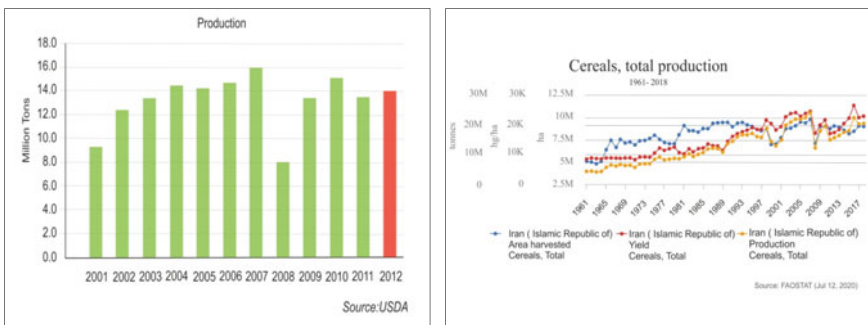 Production
18.0
16.0
14.0
12.0
10.0
8.0
6.0
4.0
2.0
0.0
Million Tons
2001 2002 2003 2004 2005 2006 2007 2008 2009 2010 2011 2012
Source:USDA
Cereals, total production
1961- 2018
30M 30K 12.5M
10M
20M 20K
7.5M
10M 10K
5M
0 0 2.5M
tonnes hg/ha ha
1961 1965 1969 1973 1977 1981 1985 1989 1993 1997 2001 2005 2009 2013 2017
Iran ( Islamic Republic of) Iran ( Islamic Republic of) Iran ( Islamic Republic of)
Area harvested Yield Production
Cereals, Total Cereals, Total Cereals, Total
Source: FAOSTAT (Jul 12, 2020)